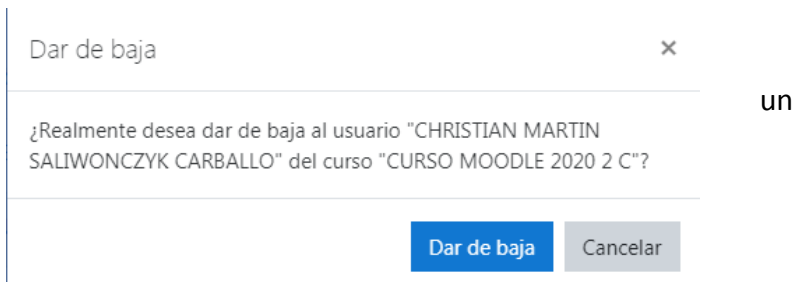 Dar de baja ×
un
¿Realmente desea dar de baja al usuario "CHRISTIAN MARTIN
SALIWONCZYK CARBALLO" del curso "CURSO MOODLE 2020 2 C"?
Dar de baja Cancelar